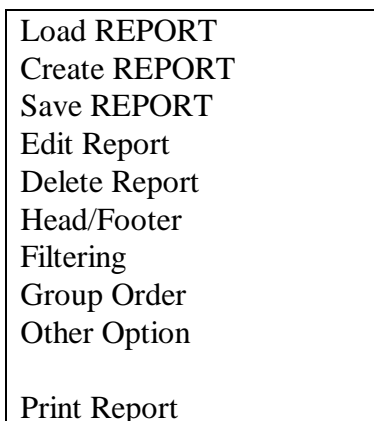 Load REPORT
Create REPORT
Save REPORT
Edit Report
Delete Report
Head/Footer
Filtering
Group Order
Other Option
Print Report